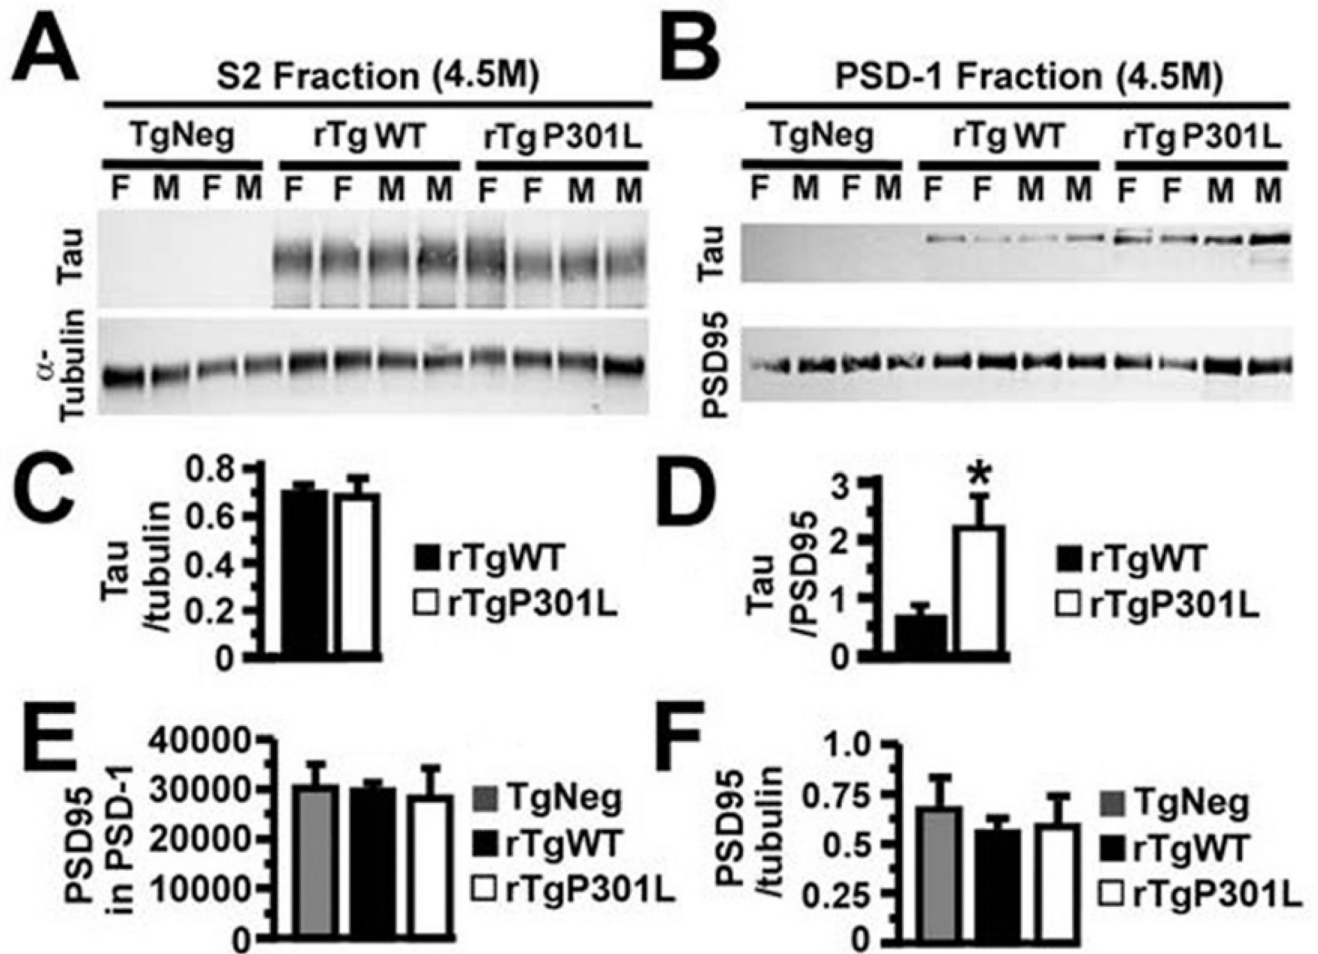 A
S2 Fraction (4.5M)
TgNeg rTg WT rTg P301L
F M F M F F M M F F M M
Tau
α-
Tubulin
B
PSD-1 Fraction (4.5M)
TgNeg rTg WT rTg P301L
F M F M F F M M F F M M
Tau
PSD95
C
Tau
/tubulin
0.8
0.6
0.4
0.2
0
rTgWT
rTgP301L
D
Tau
/PSD95
3
2
1
0
*
rTgWT
rTgP301L
E
PSD95
in PSD-1
40000
30000
20000
10000
0
TgNeg
rTgWT
rTgP301L
F
PSD95
/tubulin
1.0
0.75
0.5
0.25
0
TgNeg
rTgWT
rTgP301L